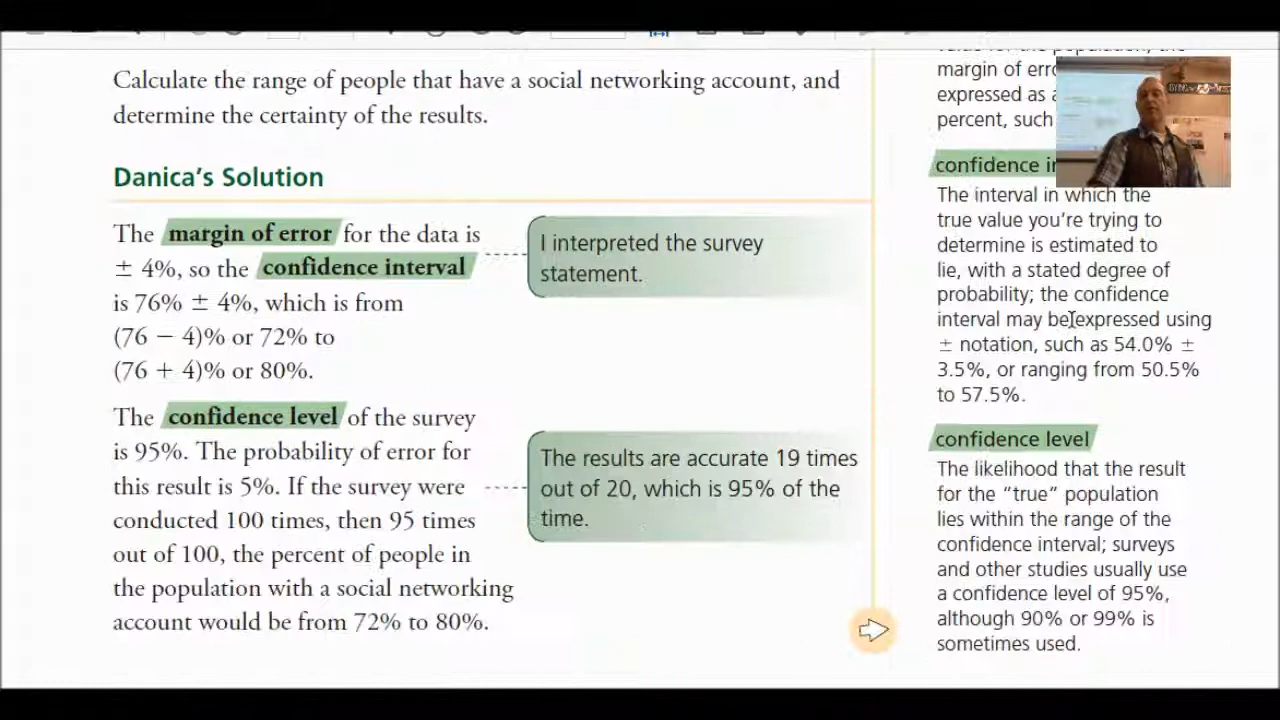 Calculate the range of people that have a social networking account, and
determine the certainty of the results.
Danica's Solution
The margin of error for the data is
± 4%, so the confidence interval
is 76% ± 4%, which is from
(76 − 4)% or 72% to
(76 + 4)% or 80%.
I interpreted the survey
statement.
The confidence level of the survey
is 95%. The probability of error for
this result is 5%. If the survey were
conducted 100 times, then 95 times
out of 100, the percent of people in
the population with a social networking
account would be from 72% to 80%.
The results are accurate 19 times
out of 20, which is 95% of the
time.
margin of
expressed as
percent, such
confidence
The interval in which the
true value you're trying to
determine is estimated to
lie, with a stated degree of
probability; the confidence
interval may be expressed using
± notation, such as 54.0% ±
3.5%, or ranging from 50.5%
to 57.5%.
confidence level
The likelihood that the result
for the "true" population
lies within the range of the
confidence interval; surveys
and other studies usually use
a confidence level of 95%,
although 90% or 99% is
sometimes used.